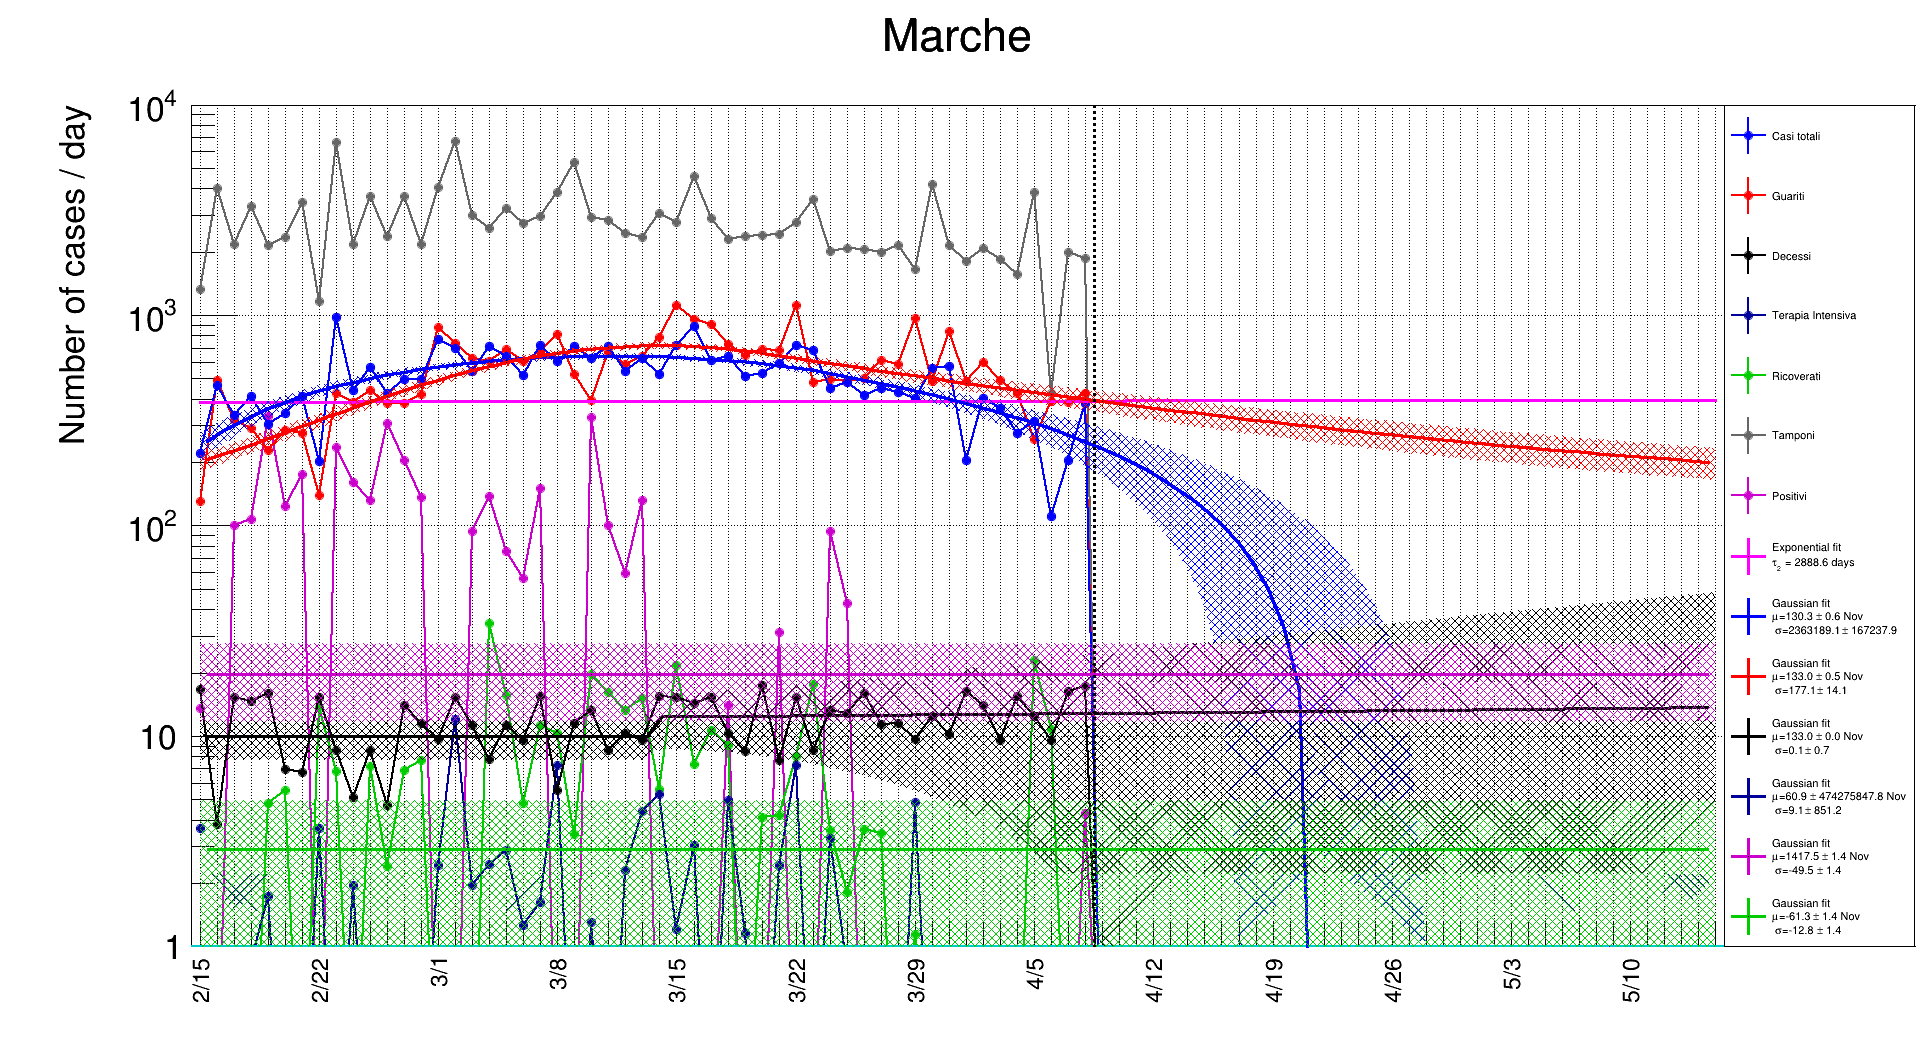 Marche
Number of cases / day
10^4
10^3
10^2
10
1
2/15
2/22
3/1
3/8
3/15
3/22
3/29
4/5
4/12
4/19
4/26
5/3
5/10
Casi totali
Guariti
Decessi
Terapia Intensiva
Ricoverati
Tamponi
Positivi
Exponential fit
τ_2 = 2888.6 days
Gaussian fit
μ=130.3 ± 0.6 Nov
σ=2363189.1 ± 167237.9
Gaussian fit
μ=133.0 ± 0.5 Nov
σ=177.1 ± 14.1
Gaussian fit
μ=133.0 ± 0.0 Nov
σ=0.1 ± 0.7
Gaussian fit
μ=60.9 ± 474275847.8 Nov
σ=9.1 ± 851.2
Gaussian fit
μ=1417.5 ± 1.4 Nov
σ=-49.5 ± 1.4
Gaussian fit
μ=-61.3 ± 1.4 Nov
σ=-12.8 ± 1.4